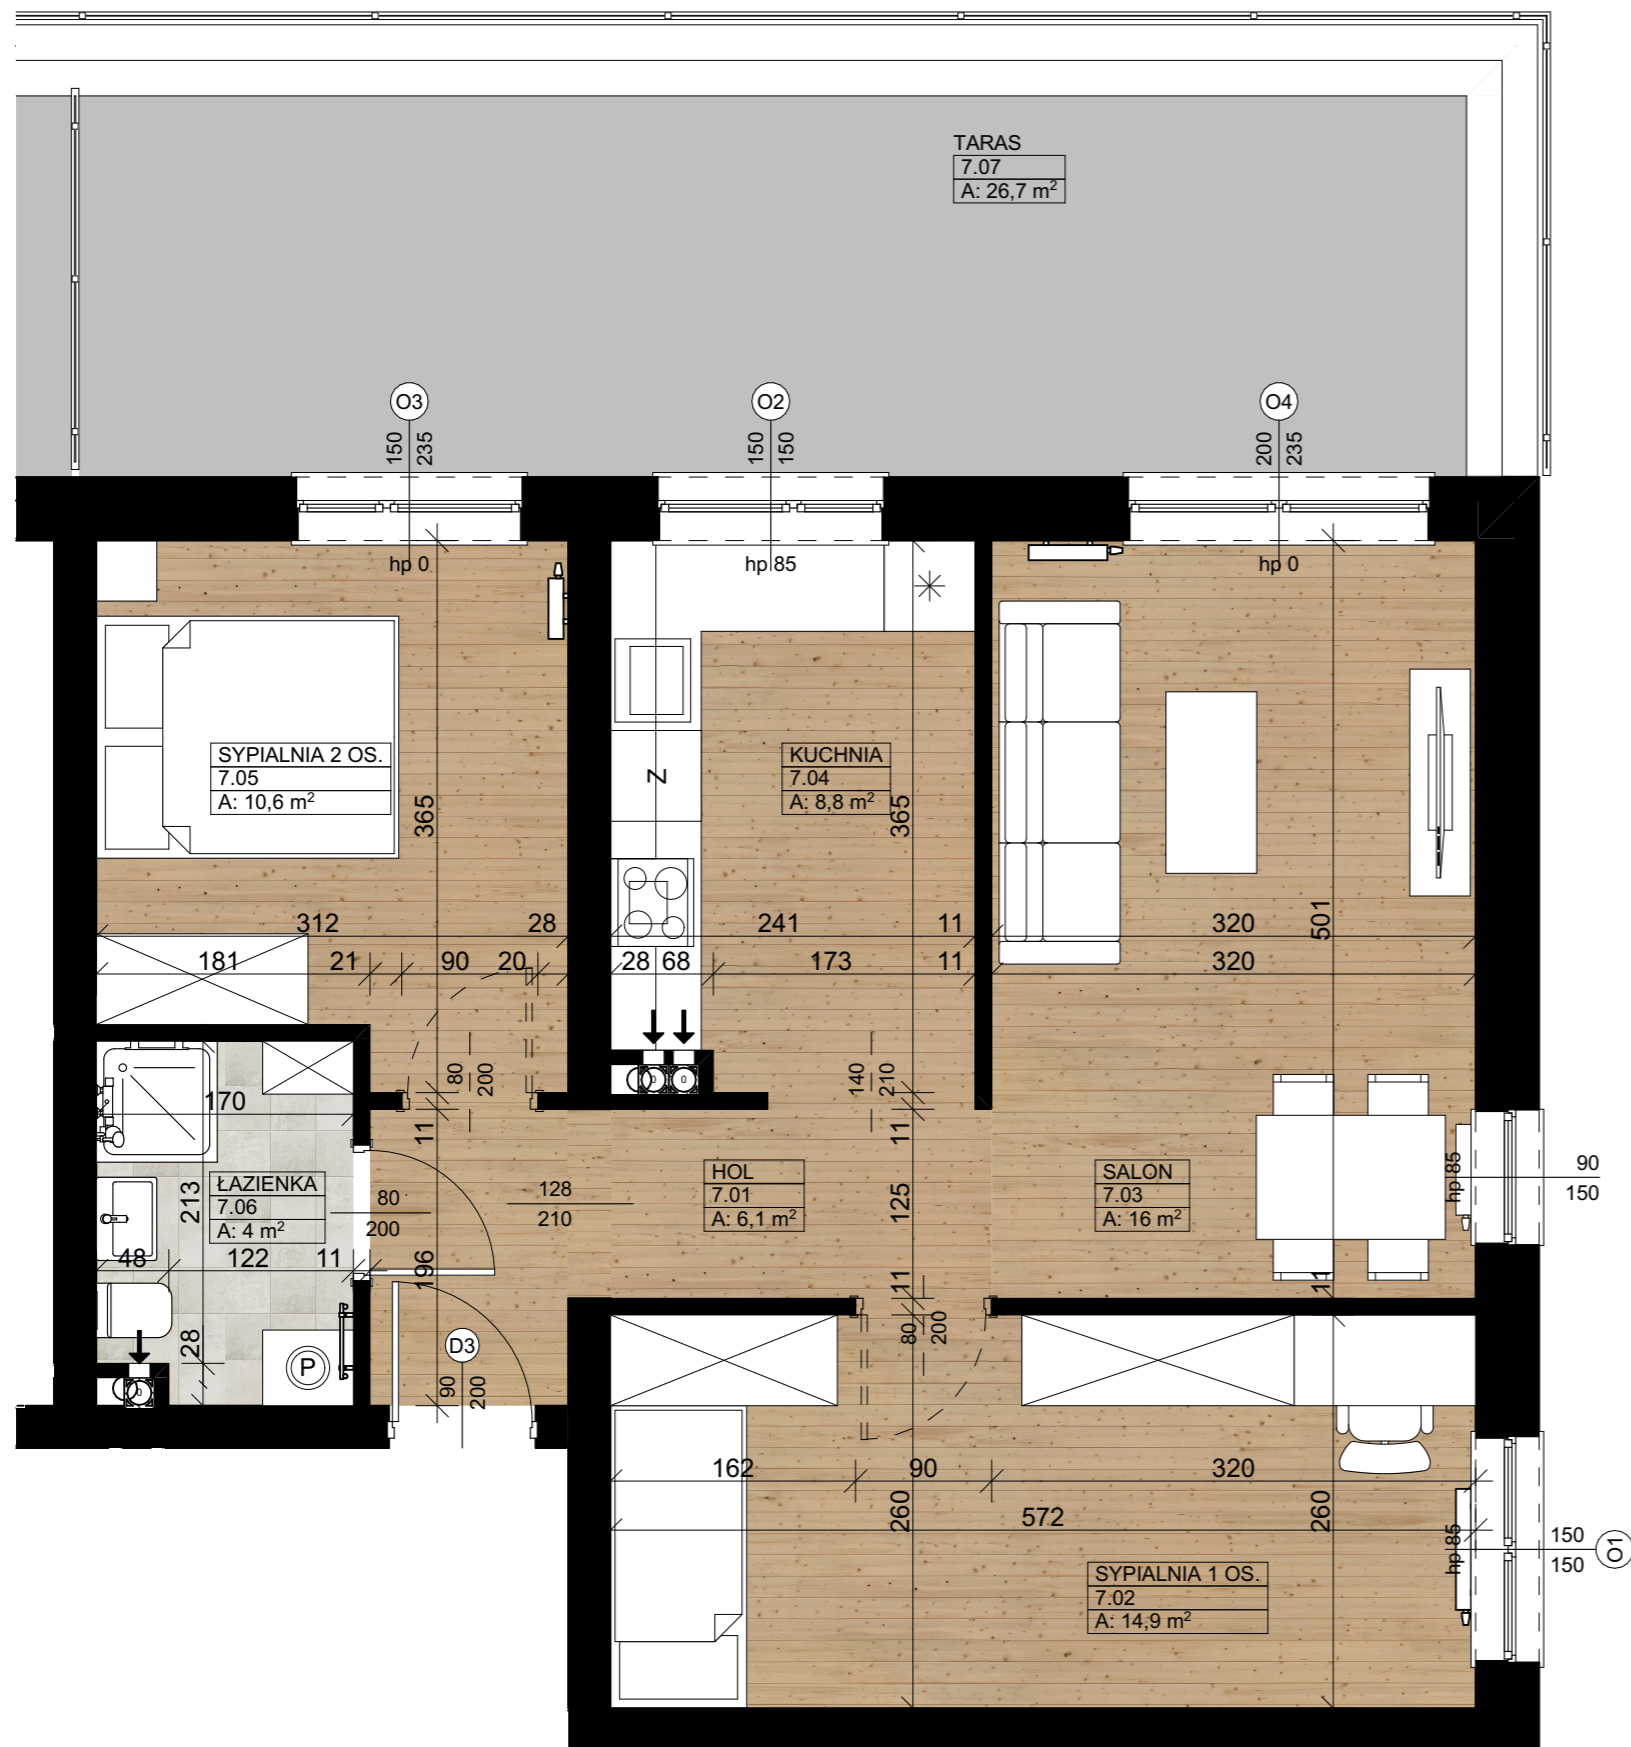 TARAS
7.07
A: 26,7 m²
O3
150
235
hp 0
O2
150
150
hp 85
O4
200
235
hp 0
SYPIALNIA 2 OS.
7.05
A: 10,6 m²
365
KUCHNIA
7.04
A: 8,8 m²
365
Z
501
312
28
241
11
320
181
21
90
20
28
68
173
11
320
80
200
140
210
170
11
11
ŁAZIENKA
7.06
A: 4 m²
213
80
200
128
210
HOL
7.01
A: 6,1 m²
125
SALON
7.03
A: 16 m²
hp 85
90
150
48
122
11
196
11
11
28
P
D3
90
200
80
200
162
90
320
260
572
260
hp 85
150
150
O1
SYPIALNIA 1 OS.
7.02
A: 14,9 m²